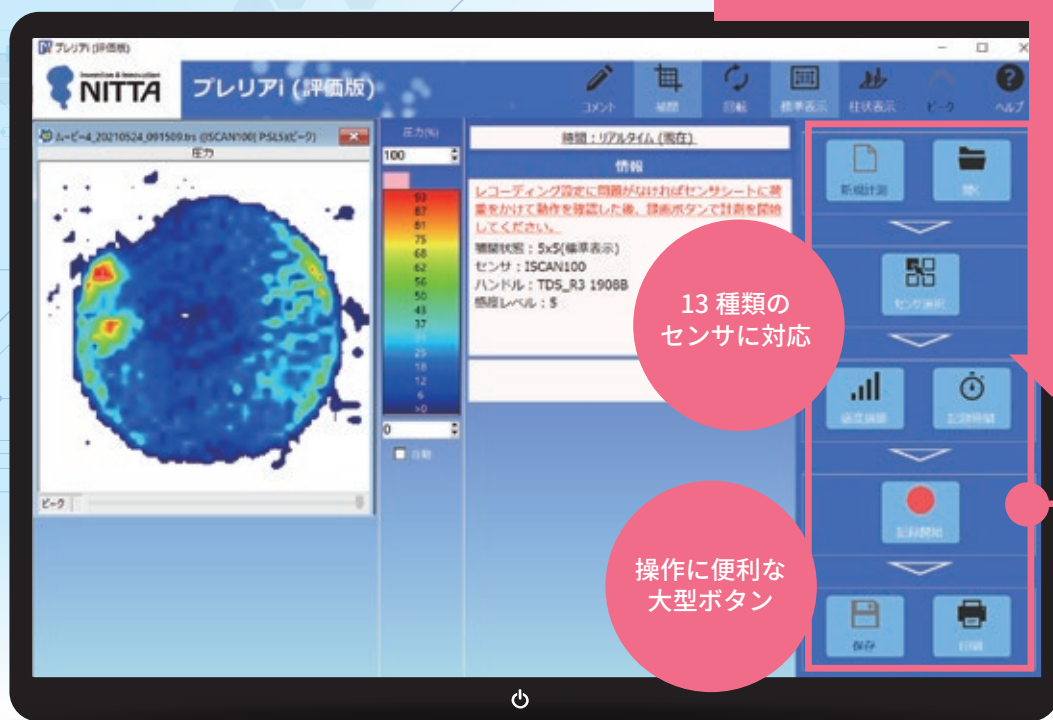 プレリアi (評価版)
Invention & Innovation
NITTA
プレリアi (評価版)
コメント
補間
回転
標準表示
柱状表示
ピーク
ヘルプ
ムービー4_20210524_091509
圧力
ピーク
圧力(%)
100
93
87
81
75
68
62
56
50
43
37
25
18
12
6
>0
0
自動
時間：リアルタイム (現在)
情報
レコーディング設定に問題がなければセンサシートに荷
重をかけて動作を確認した後、録画ボタンで計測を開始
してください。
補間状態：5x5(標準表示)
センサ：ISCAN100
ハンドル：TDS_R3 1908B
感度レベル：5
13 種類の
センサに対応
操作に便利な
大型ボタン
新規計測
開く
センサ選択
感度調節
記録時間
記録開始
保存
印刷